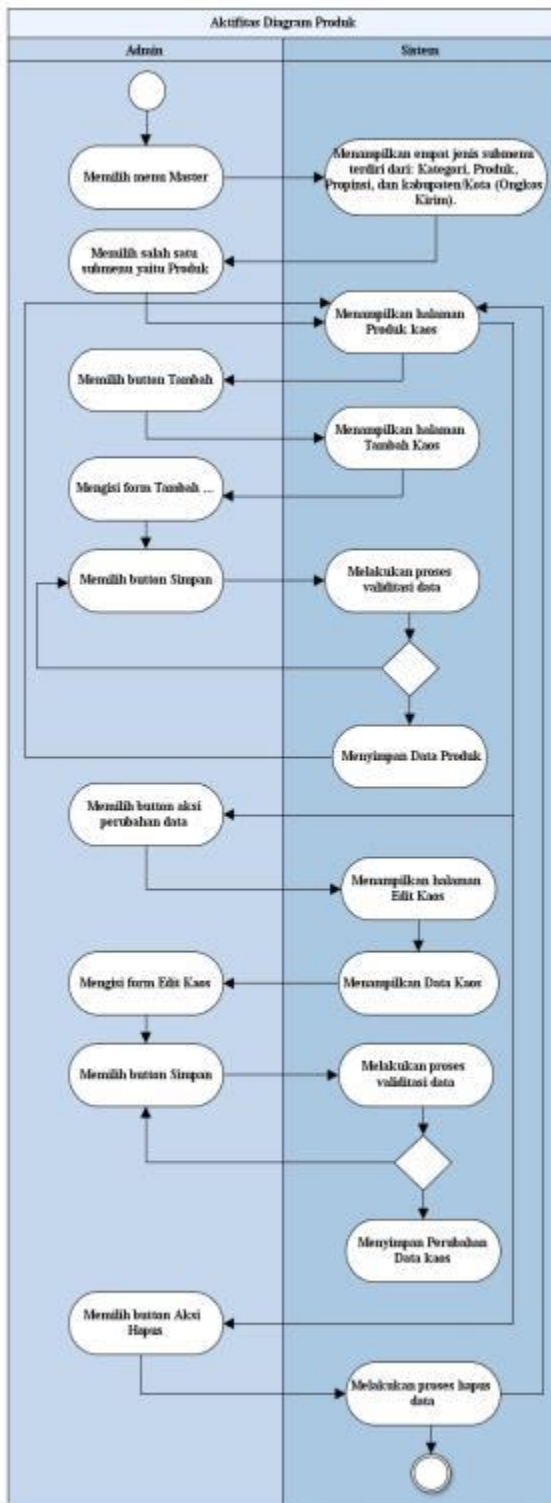 Aktifitas Diagram Produk
Admin
Sistem
Memilih menu Master
Menampilkan empat jenis submenu
terdiri dari: Kategori, Produk,
Propinsi, dan kabupaten/Kota (Ongkos
Kirim).
Memilih salah satu
submenu yaitu Produk
Menampilkan halaman
Produk kaos
Memilih button Tambah
Menampilkan halaman
Tambah Kaos
Mengisi form Tambah ...
Memilih button Simpan
Melakukan proses
validitasi data
Menyimpan Data Produk
Memilih button aksi
perubahan data
Menampilkan halaman
Edit Kaos
Menampilkan Data Kaos
Mengisi form Edit Kaos
Memilih button Simpan
Melakukan proses
validitasi data
Menyimpan Perubahan
Data kaos
Memilih button Aksi
Hapus
Melakukan proses hapus
data